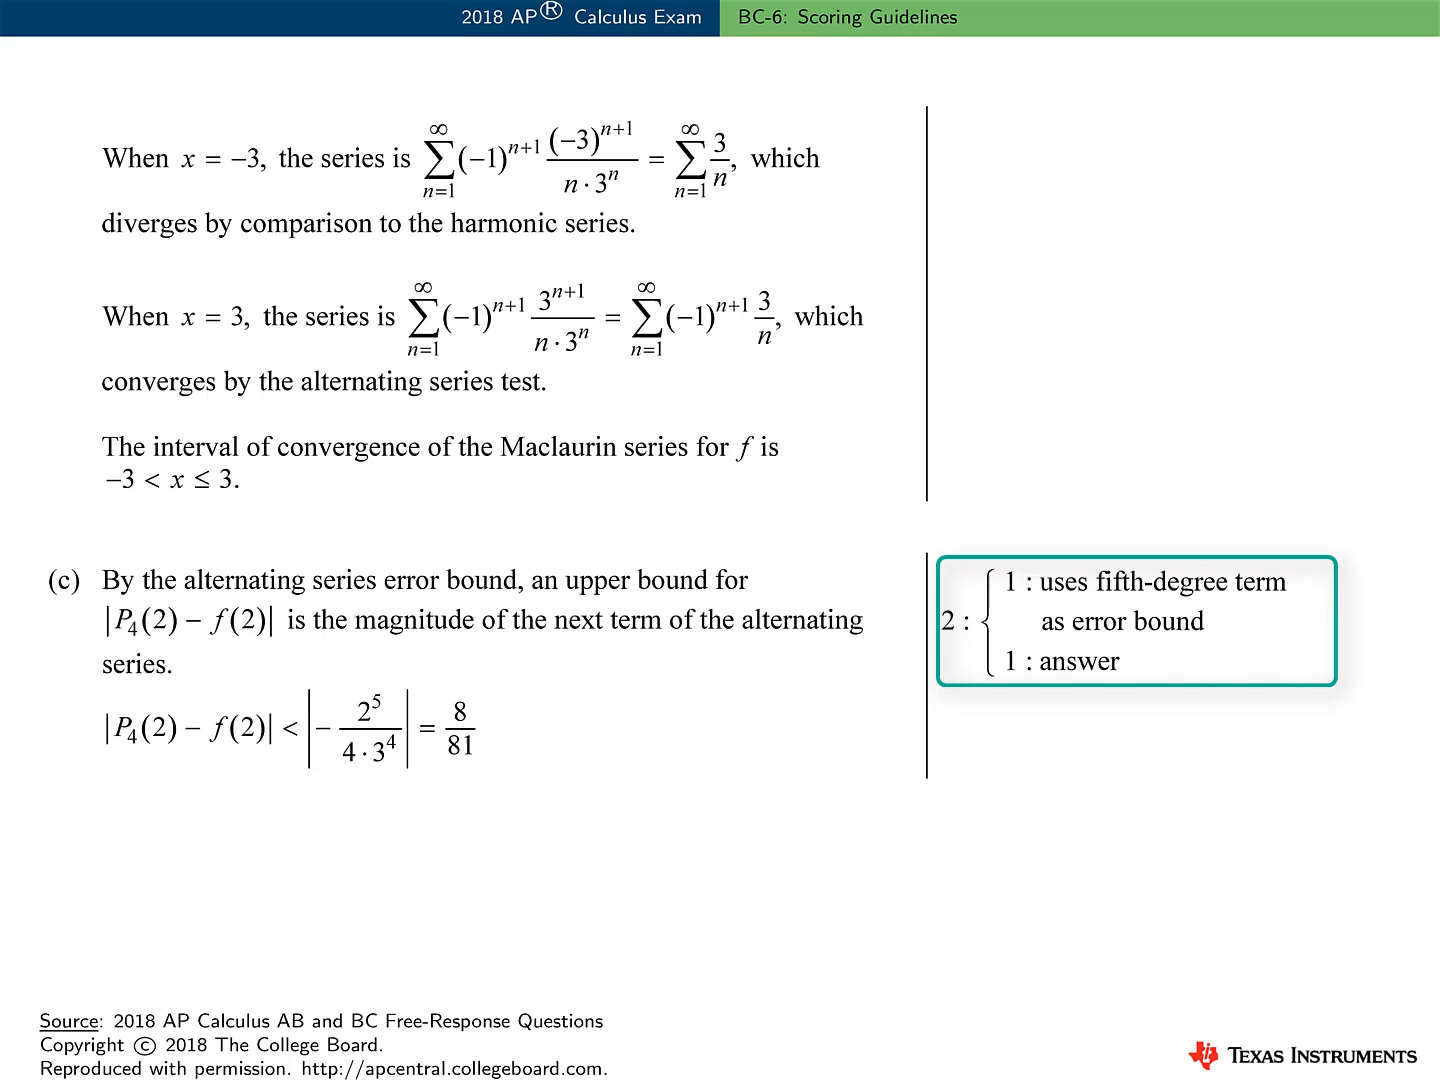 2018 AP® Calculus Exam BC-6: Scoring Guidelines
When x = −3, the series is ∑_{n=1}^{∞} (−1)^{n+1} (−3)^{n+1} / (n · 3^n) = ∑_{n=1}^{∞} 3/n, which
diverges by comparison to the harmonic series.
When x = 3, the series is ∑_{n=1}^{∞} (−1)^{n+1} 3^{n+1} / (n · 3^n) = ∑_{n=1}^{∞} (−1)^{n+1} 3/n, which
converges by the alternating series test.
The interval of convergence of the Maclaurin series for f is
−3 < x ≤ 3.
(c) By the alternating series error bound, an upper bound for
|P₄(2) − f(2)| is the magnitude of the next term of the alternating
series.
|P₄(2) − f(2)| < |− 2^5 / (4 · 3^4)| = 8/81
2 : { 1 : uses fifth-degree term
as error bound
1 : answer
Source: 2018 AP Calculus AB and BC Free-Response Questions
Copyright © 2018 The College Board.
Reproduced with permission. http://apcentral.collegeboard.com.
TEXAS INSTRUMENTS